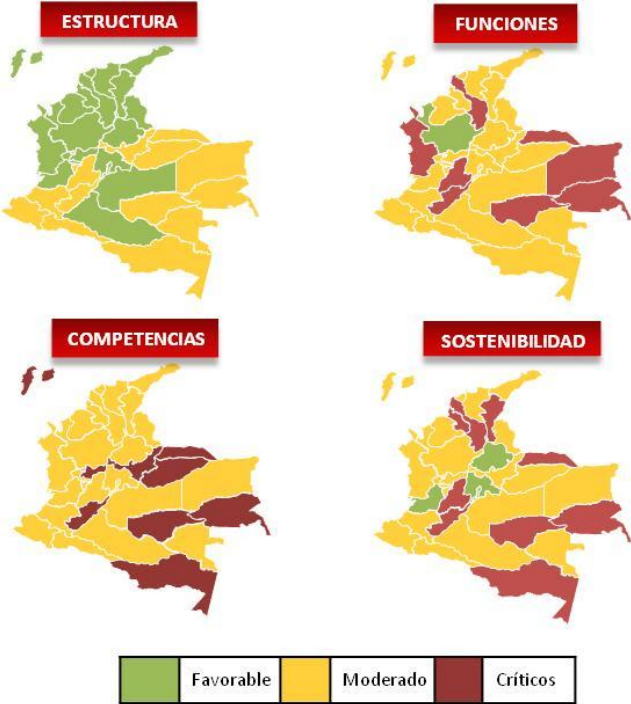 ESTRUCTURA
FUNCIONES
COMPETENCIAS
SOSTENIBILIDAD
Favorable
Moderado
Críticos